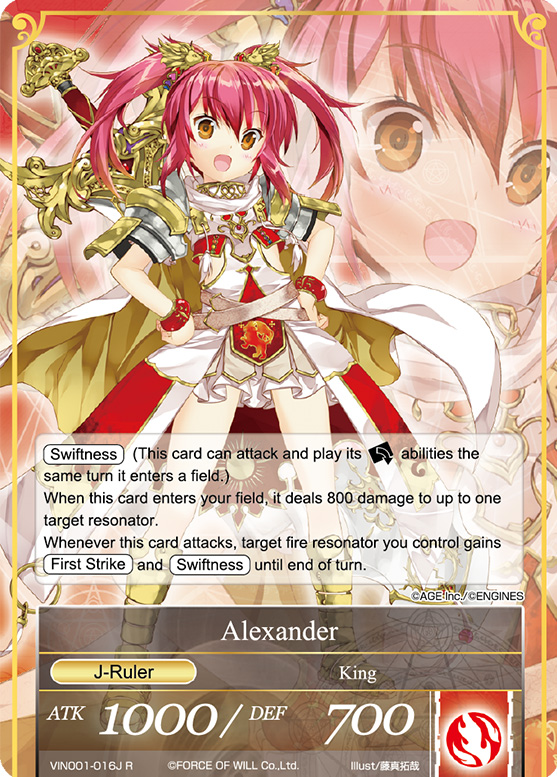 Swiftness (This card can attack and play its abilities the
same turn it enters a field.)
When this card enters your field, it deals 800 damage to up to one
target resonator.
Whenever this card attacks, target fire resonator you control gains
First Strike and Swiftness until end of turn.
©AGE Inc./©ENGINES
Alexander
J-Ruler King
ATK 1000/ DEF 700
VIN001-016J R ©FORCE OF WILL Co.,Ltd. Illust/藤真拓哉